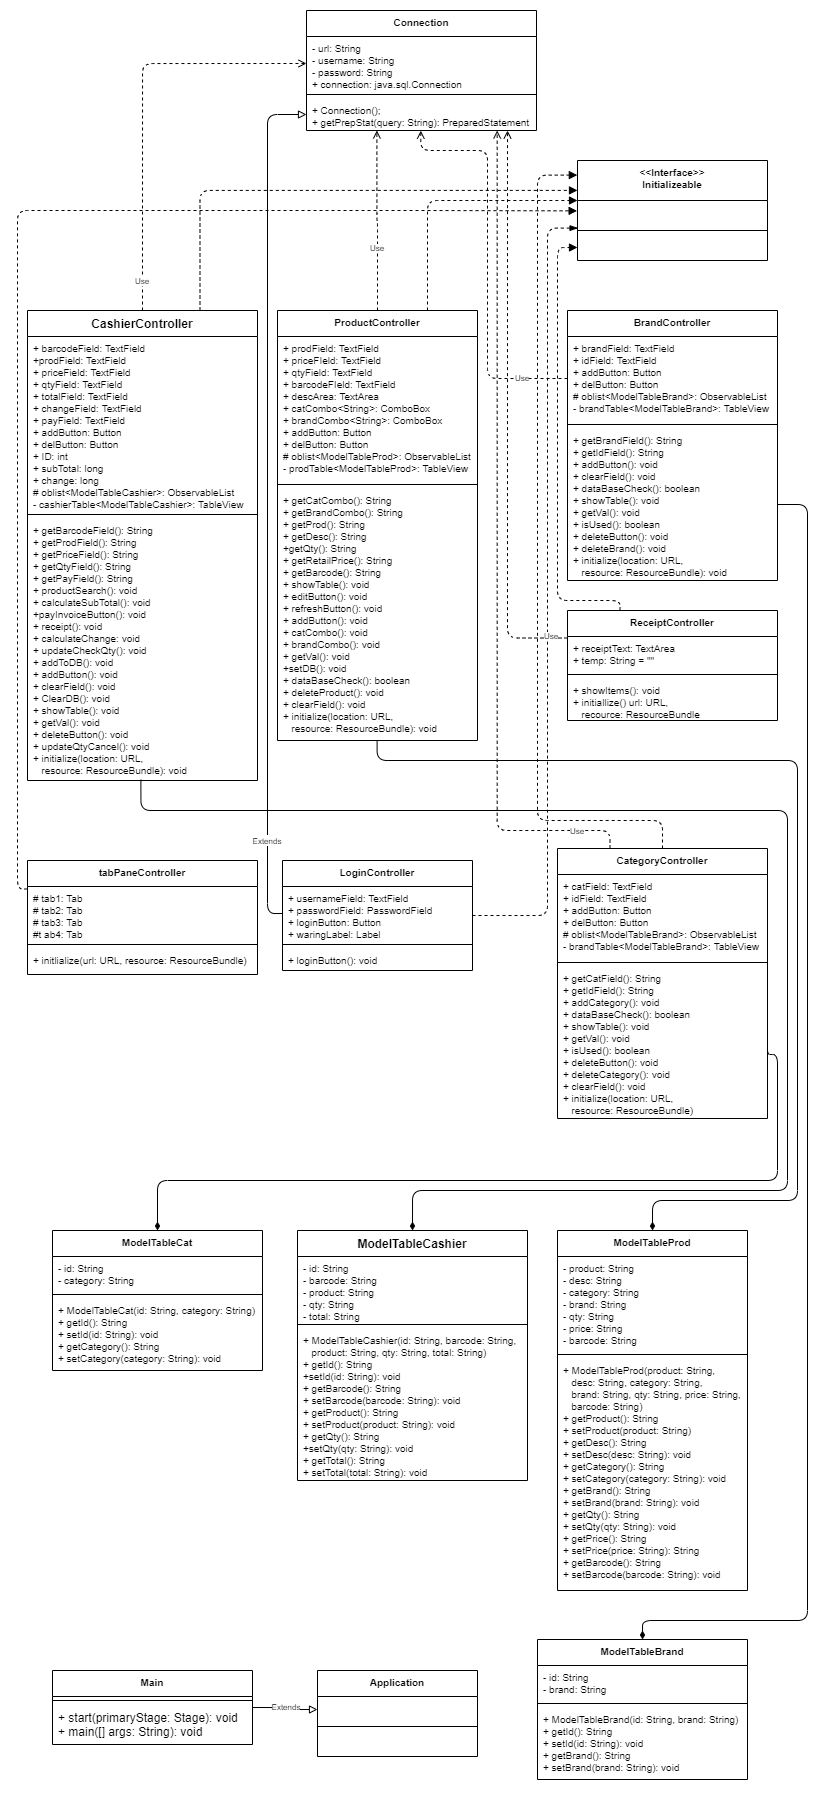 Connection
- url: String
- username: String
- password: String
+ connection: java.sql.Connection
+ Connection();
+ getPrepStat(query: String): PreparedStatement
<<Interface>>
Initializeable
Use
Use
Use
Use
Use
Extends
CashierController
+ barcodeField: TextField
+prodField: TextField
+ priceField: TextField
+ qtyField: TextField
+ totalField: TextField
+ changeField: TextField
+ payField: TextField
+ addButton: Button
+ delButton: Button
+ ID: int
+ subTotal: long
+ change: long
# oblist<ModelTableCashier>: ObservableList
- cashierTable<ModelTableCashier>: TableView
+ getBarcodeField(): String
+ getProdField(): String
+ getPriceField(): String
+ getQtyField(): String
+ getPayField(): String
+ productSearch(): void
+ calculateSubTotal(): void
+payInvoiceButton(): void
+ receipt(): void
+ calculateChange: void
+ updateCheckQty(): void
+ addToDB(): void
+ addButton(): void
+ clearField(): void
+ ClearDB(): void
+ showTable(): void
+ getVal(): void
+ deleteButton(): void
+ updateQtyCancel(): void
+ initialize(location: URL,
resource: ResourceBundle): void
ProductController
+ prodField: TextField
+ priceField: TextField
+ qtyField: TextField
+ barcodeField: TextField
+ descArea: TextArea
+ catCombo<String>: ComboBox
+ brandCombo<String>: ComboBox
+ addButton: Button
+ delButton: Button
# oblist<ModelTableProd>: ObservableList
- prodTable<ModelTableProd>: TableView
+ getCatCombo(): String
+ getBrandCombo(): String
+ getProd(): String
+ getDesc(): String
+getQty(): String
+ getRetailPrice(): String
+ getBarcode(): String
+ showTable(): void
+ editButton(): void
+ refreshButton(): void
+ addButton(): void
+ catCombo(): void
+ brandCombo(): void
+ getVal(): void
+setDB(): void
+ dataBaseCheck(): boolean
+ deleteProduct(): void
+ clearField(): void
+ initialize(location: URL,
resource: ResourceBundle): void
BrandController
+ brandField: TextField
+ idField: TextField
+ addButton: Button
+ delButton: Button
# oblist<ModelTableBrand>: ObservableList
- brandTable<ModelTableBrand>: TableView
+ getBrandField(): String
+ getIdField(): String
+ addButton(): void
+ clearField(): void
+ dataBaseCheck(): boolean
+ showTable(): void
+ getVal(): void
+ isUsed(): boolean
+ deleteButton(): void
+ deleteBrand(): void
+ initialize(location: URL,
resource: ResourceBundle): void
ReceiptController
+ receiptText: TextArea
+ temp: String = ""
+ showItems(): void
+ initiallize() url: URL,
recource: ResourceBundle
tabPaneController
# tab1: Tab
# tab2: Tab
# tab3: Tab
#t ab4: Tab
+ initlialize(url: URL, resource: ResourceBundle)
LoginController
+ usernameField: TextField
+ passwordField: PasswordField
+ loginButton: Button
+ waringLabel: Label
+ loginButton(): void
CategoryController
+ catField: TextField
+ idField: TextField
+ addButton: Button
+ delButton: Button
# oblist<ModelTableBrand>: ObservableList
- brandTable<ModelTableBrand>: TableView
+ getCatField(): String
+ getIdField(): String
+ addCategory(): void
+ dataBaseCheck(): boolean
+ showTable(): void
+ getVal(): void
+ isUsed(): boolean
+ deleteButton(): void
+ deleteCategory(): void
+ clearField(): void
+ initialize(location: URL,
resource: ResourceBundle)
ModelTableCat
- id: String
- category: String
+ ModelTableCat(id: String, category: String)
+ getId(): String
+ setId(id: String): void
+ getCategory(): String
+ setCategory(category: String): void
ModelTableCashier
- id: String
- barcode: String
- product: String
- qty: String
- total: String
+ ModelTableCashier(id: String, barcode: String,
product: String, qty: String, total: String)
+ getId(): String
+setId(id: String): void
+ getBarcode(): String
+ setBarcode(barcode: String): void
+ getProduct(): String
+ setProduct(product: String): void
+ getQty(): String
+setQty(qty: String): void
+ getTotal(): String
+ setTotal(total: String): void
ModelTableProd
- product: String
- desc: String
- category: String
- brand: String
- qty: String
- price: String
- barcode: String
+ ModelTableProd(product: String,
desc: String, category: String,
brand: String, qty: String, price: String,
barcode: String)
+ getProduct(): String
+ setProduct(product: String)
+ getDesc(): String
+ setDesc(desc: String): void
+ getCategory(): String
+ setCategory(category: String): void
+ getBrand(): String
+ setBrand(brand: String): void
+ getQty(): String
+ setQty(qty: String): void
+ getPrice(): String
+ setPrice(price: String): String
+ getBarcode(): String
+ setBarcode(barcode: String): void
Main
+ start(primaryStage: Stage): void
+ main([] args: String): void
Extends
Application
ModelTableBrand
- id: String
- brand: String
+ ModelTableBrand(id: String, brand: String)
+ getId(): String
+ setId(id: String): void
+ getBrand(): String
+ setBrand(brand: String): void